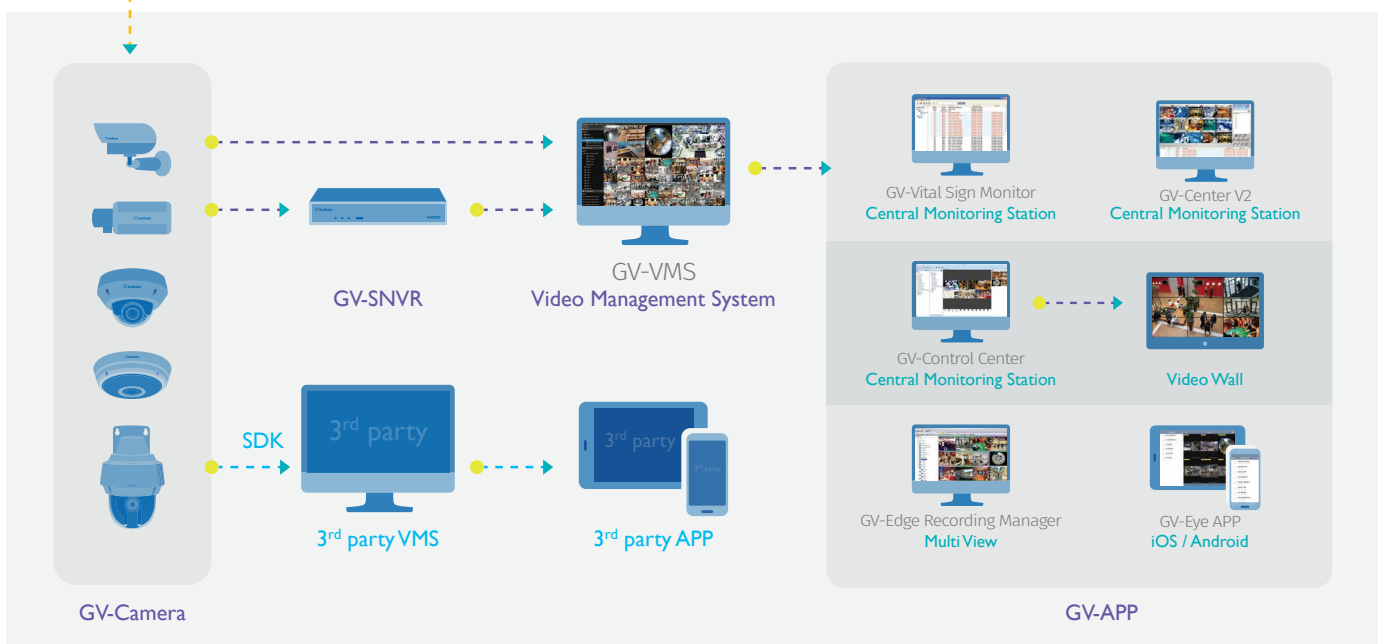 GV-Vital Sign Monitor
Central Monitoring Station
GV-Center V2
Central Monitoring Station
GV-SNVR
GV-VMS
Video Management System
GV-Control Center
Central Monitoring Station
Video Wall
SDK
3rd party
3rd party VMS
3rd party
3rd party
3rd party APP
GV-Edge Recording Manager
Multi View
GV-Eye APP
iOS / Android
GV-Camera
GV-APP